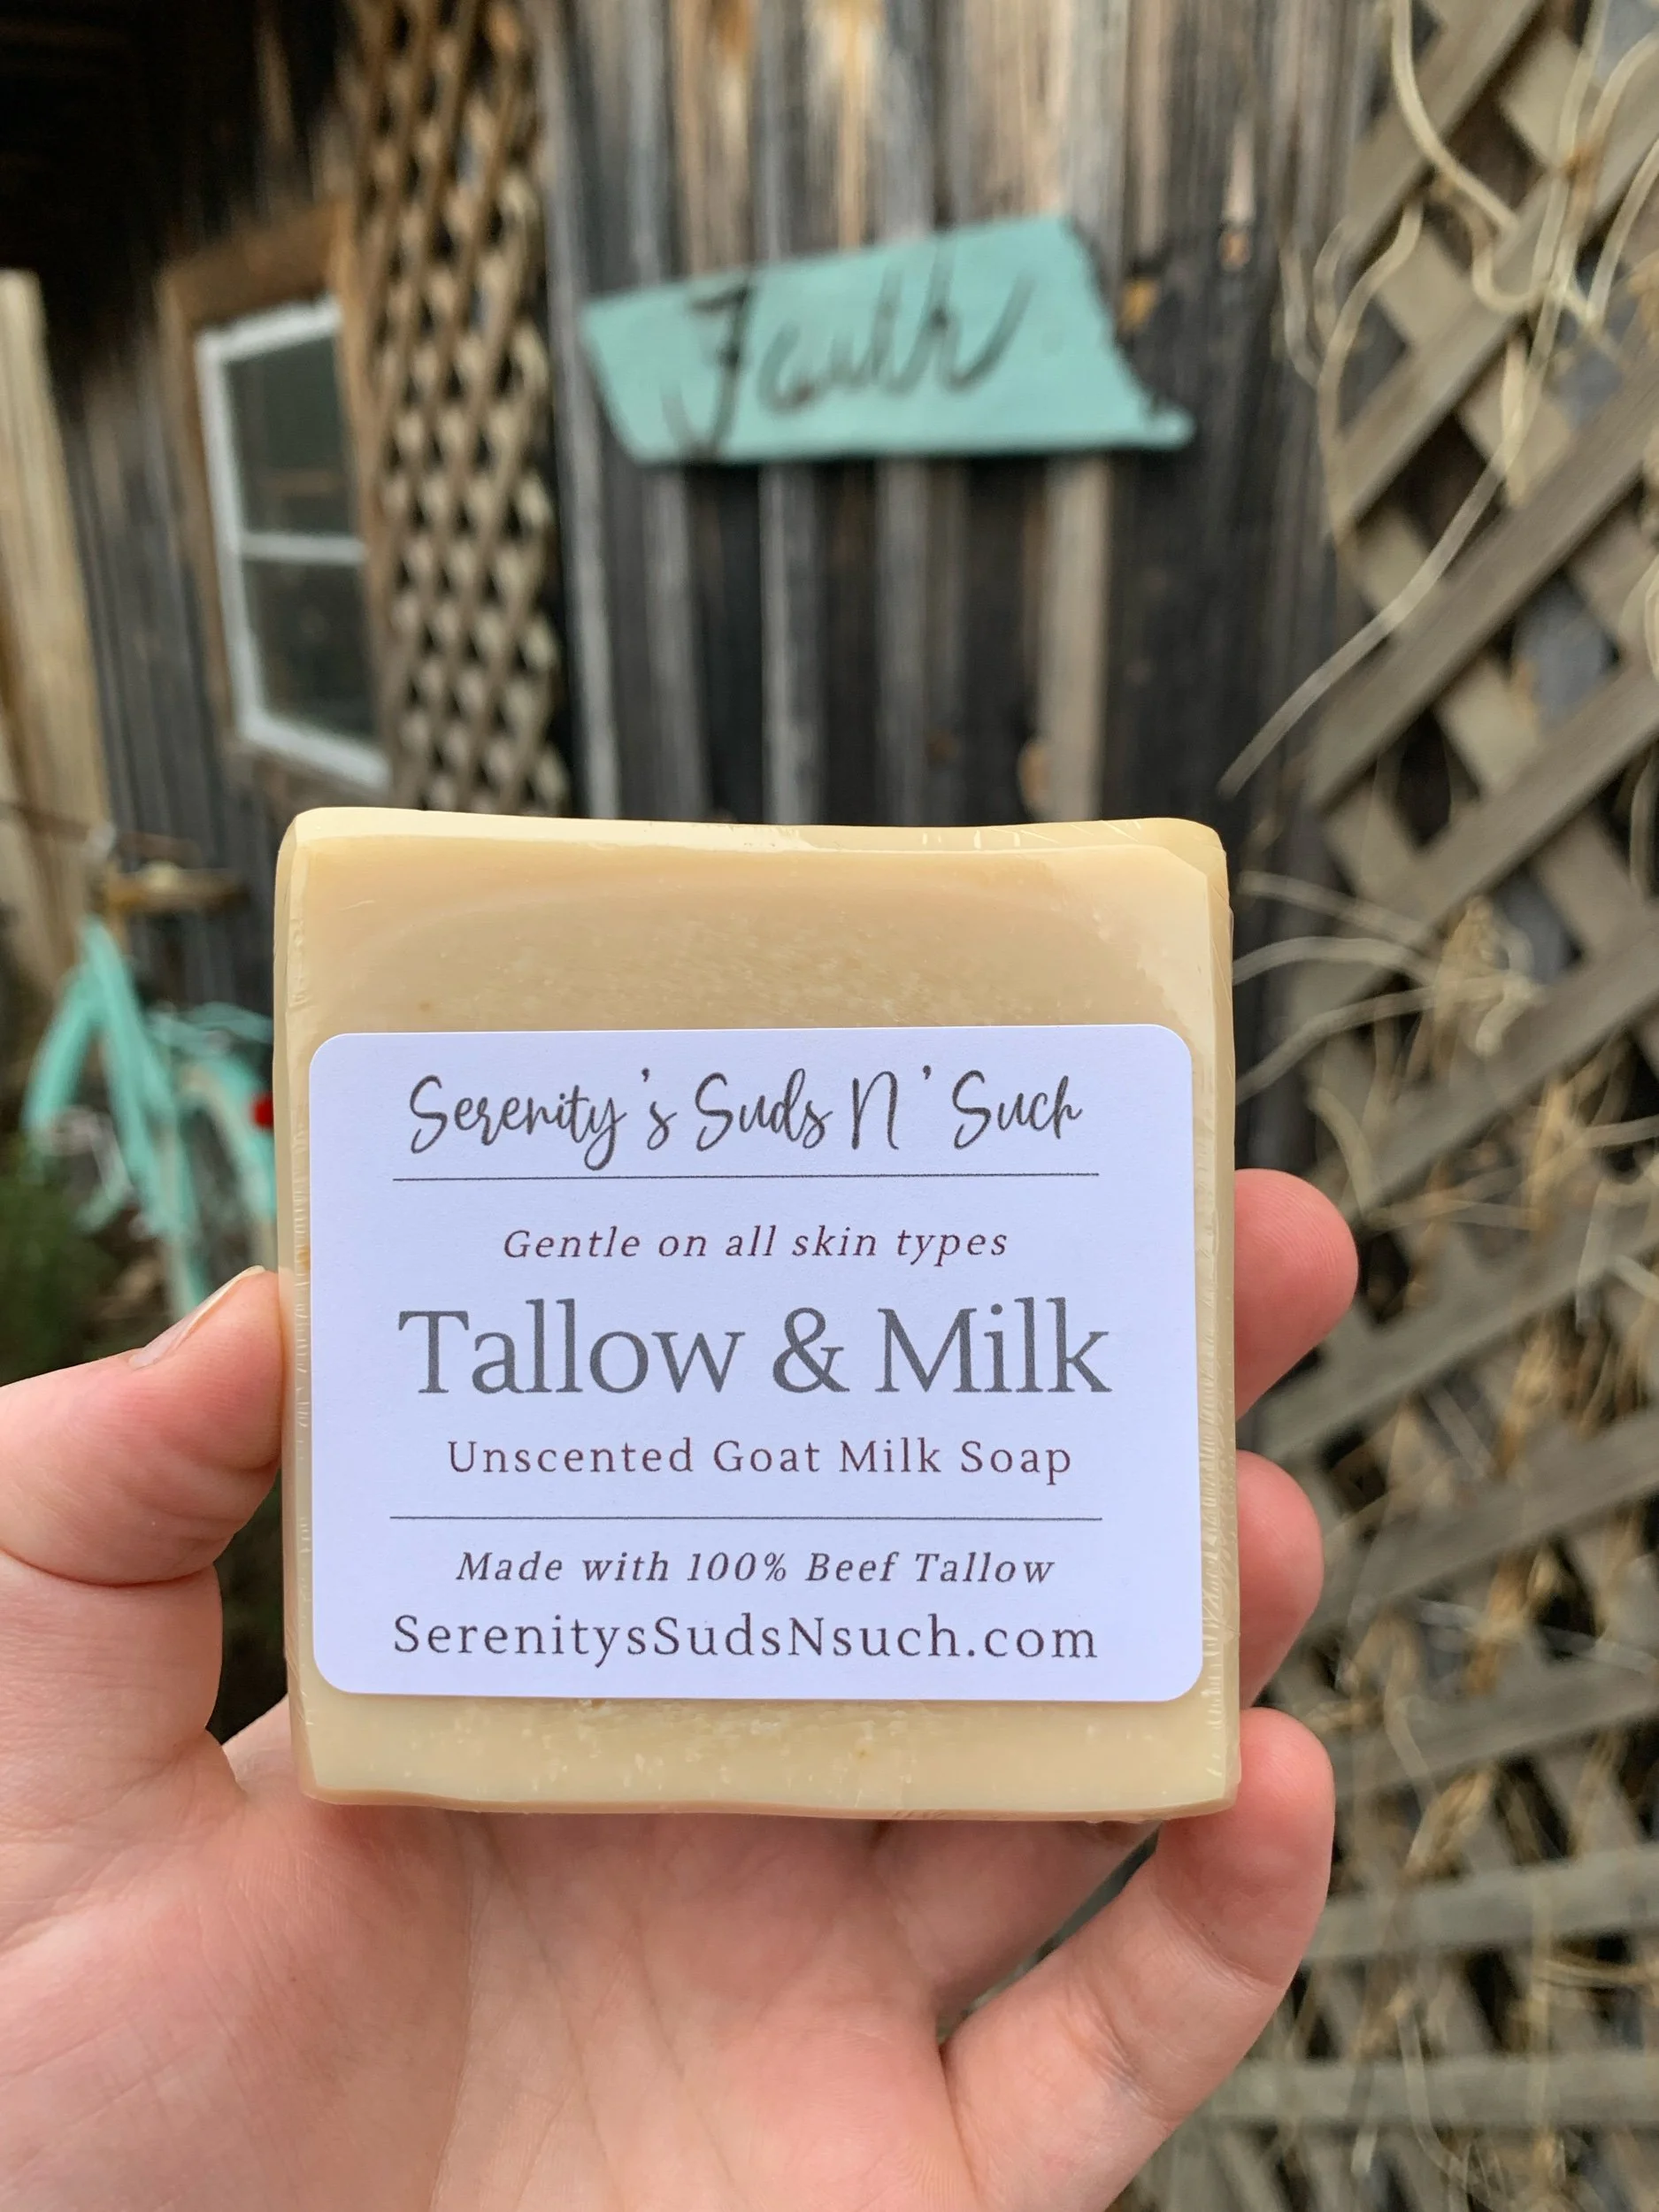 Faith
Serenity's Suds N' Such
Gentle on all skin types
Tallow & Milk
Unscented Goat Milk Soap
Made with 100% Beef Tallow
SerenitysSudsNsuch.com